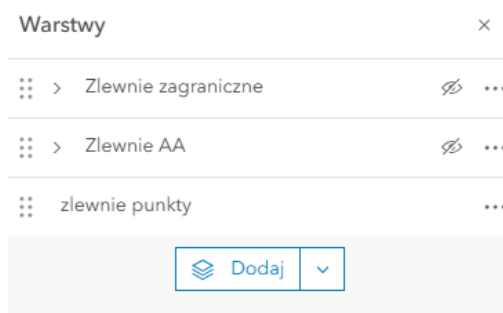 Warstwy
Zlewnie zagraniczne
Zlewnie AA
zlewnie punkty
Dodaj